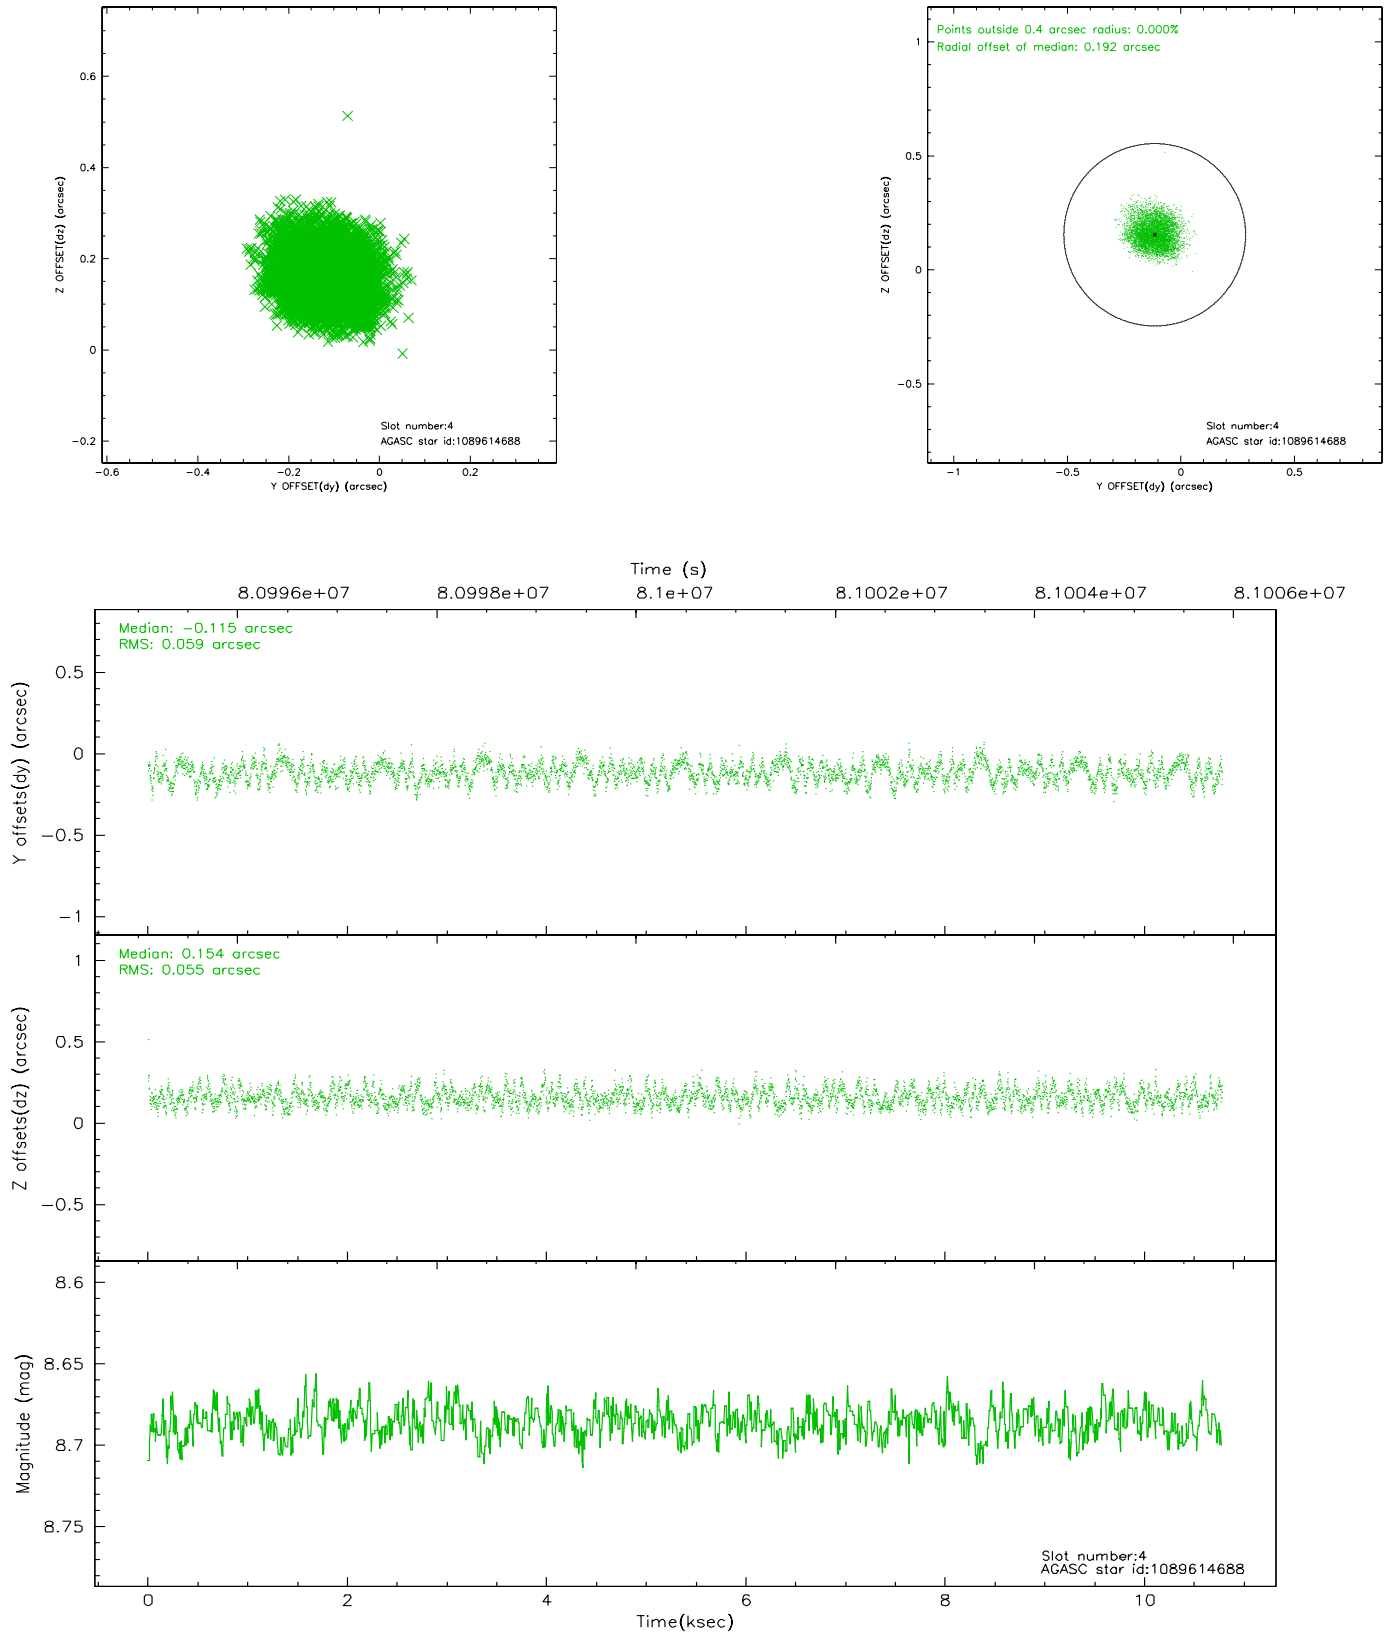 0.6
0.4
0.2
0
−0.2
Z OFFSET(dz) (arcsec)
Slot number:4
AGASC star id:1089614688
−0.6
−0.4
−0.2
0
0.2
Y OFFSET(dy) (arcsec)
Points outside 0.4 arcsec radius: 0.000%
Radial offset of median: 0.192 arcsec
1
0.5
0
−0.5
Z OFFSET(dz) (arcsec)
Slot number:4
AGASC star id:1089614688
−1
−0.5
0
0.5
Y OFFSET(dy) (arcsec)
Time (s)
8.0996e+07
8.0998e+07
8.1e+07
8.1002e+07
8.1004e+07
8.1006e+07
Median: −0.115 arcsec
RMS: 0.059 arcsec
0.5
0
−0.5
−1
Y offsets(dy) (arcsec)
Median: 0.154 arcsec
RMS: 0.055 arcsec
1
0.5
0
−0.5
Z offsets(dz) (arcsec)
8.6
8.65
8.7
8.75
Magnitude (mag)
Slot number:4
AGASC star id:1089614688
0
2
4
6
8
10
Time(ksec)